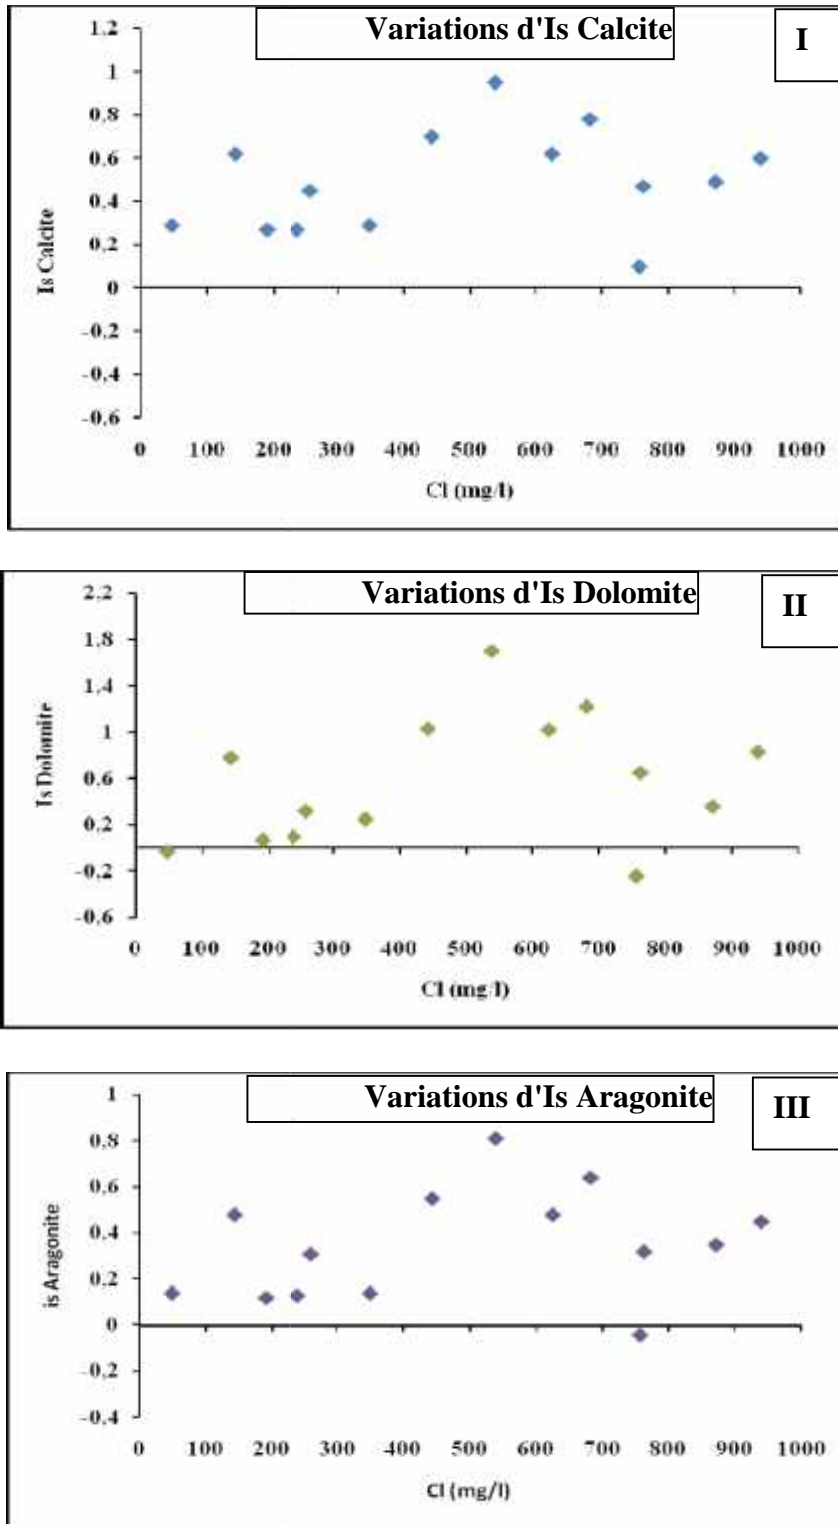 Variations d'Is Calcite
I
1.2
1
0.8
0.6
0.4
0.2
0
-0.2
-0.4
-0.6
Is Calcite
0 100 200 300 400 500 600 700 800 900 1000
Cl (mg/l)
Variations d'Is Dolomite
II
2,2
1,8
1,4
1
0,6
0,2
-0,2
-0,6
Is Dolomite
0 100 200 300 400 500 600 700 800 900 1000
Cl (mg/l)
Variations d'Is Aragonite
III
1
0,8
0,6
0,4
0,2
0
-0,2
-0,4
is Aragonite
0 100 200 300 400 500 600 700 800 900 1000
Cl (mg/l)